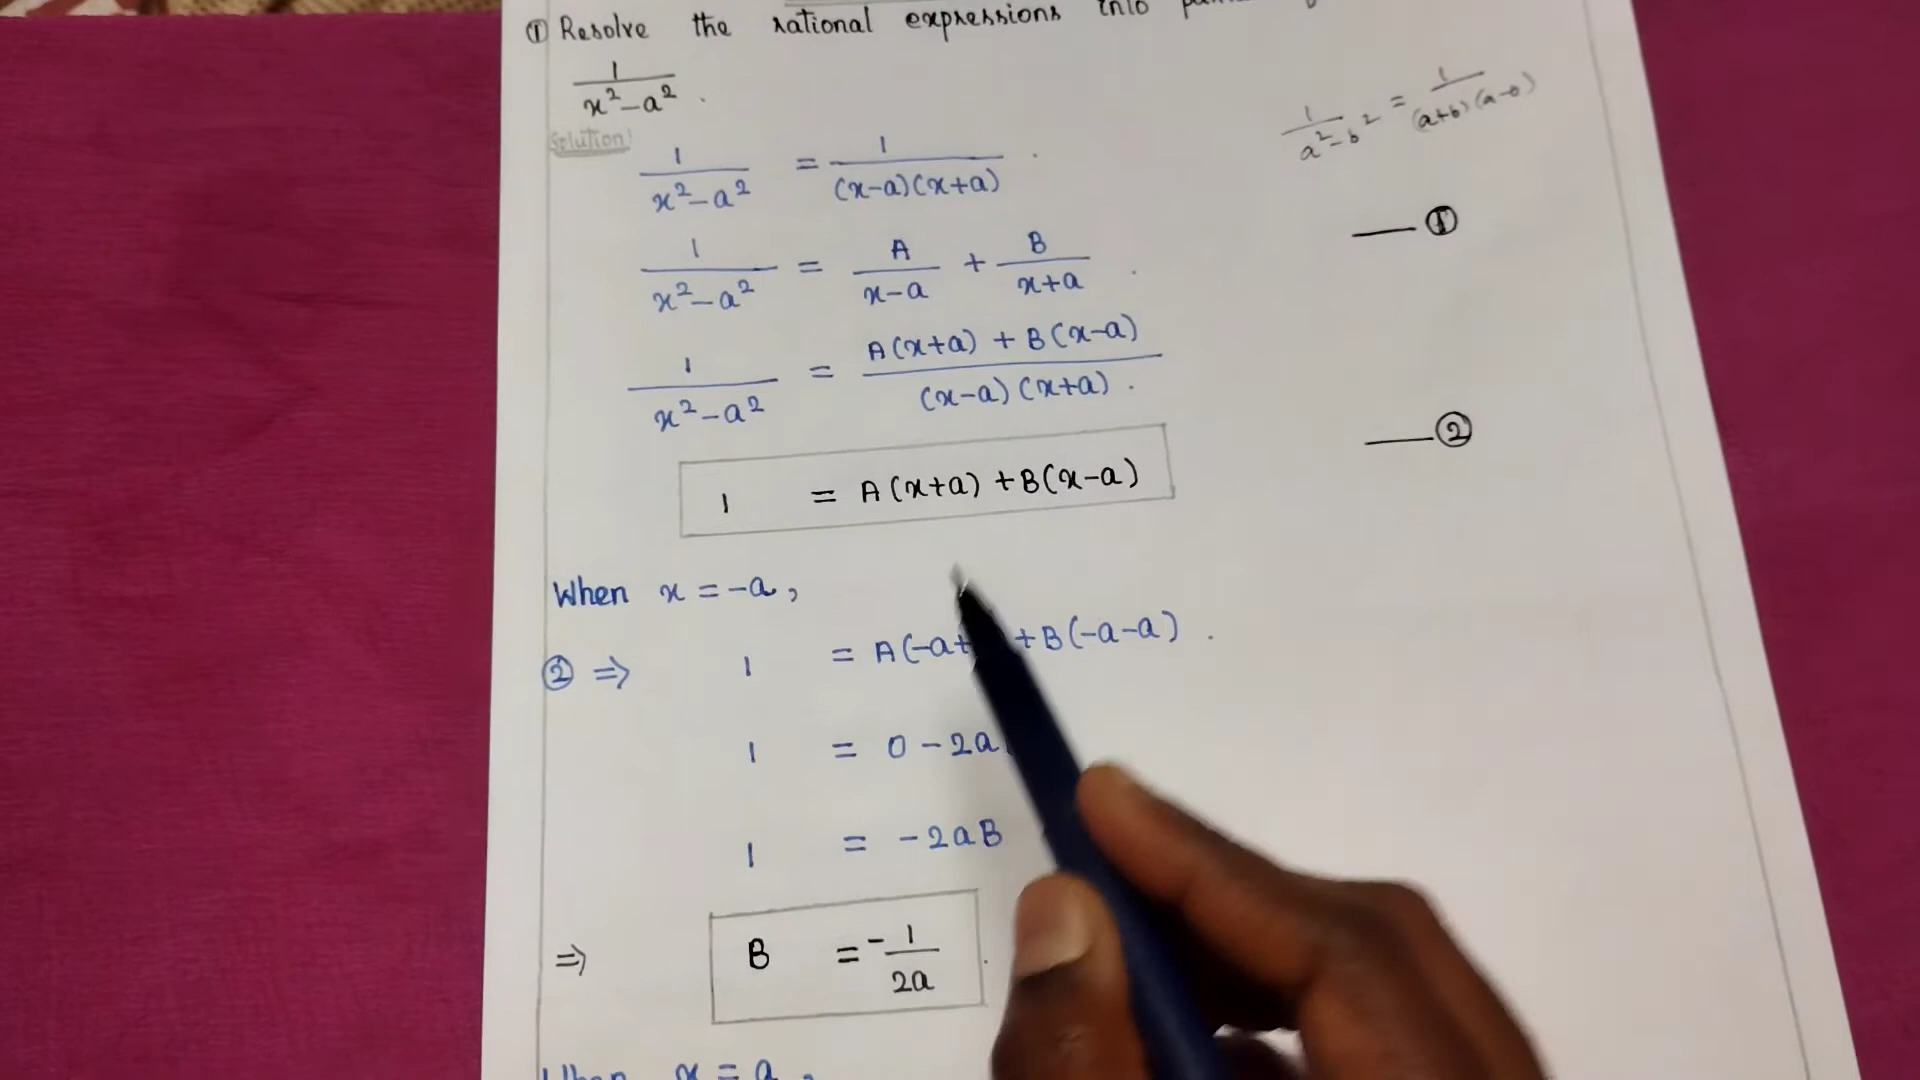 ① Resolve the rational expressions into
1/(x²-a²) .
Solution:
1/(x²-a²) = 1/((x-a)(x+a)) .
1/(a²-b²) = 1/((a+b)(a-b))
1/(x²-a²) = A/(x-a) + B/(x+a) . —— ①
1/(x²-a²) = (A(x+a) + B(x-a))/((x-a)(x+a)) .
1 = A(x+a) + B(x-a) —— ②
When x = -a,
② ⇒ 1 = A(-a+ + B(-a-a) .
1 = 0 - 2a
1 = -2aB
⇒ B = -1/2a .
When x = a,